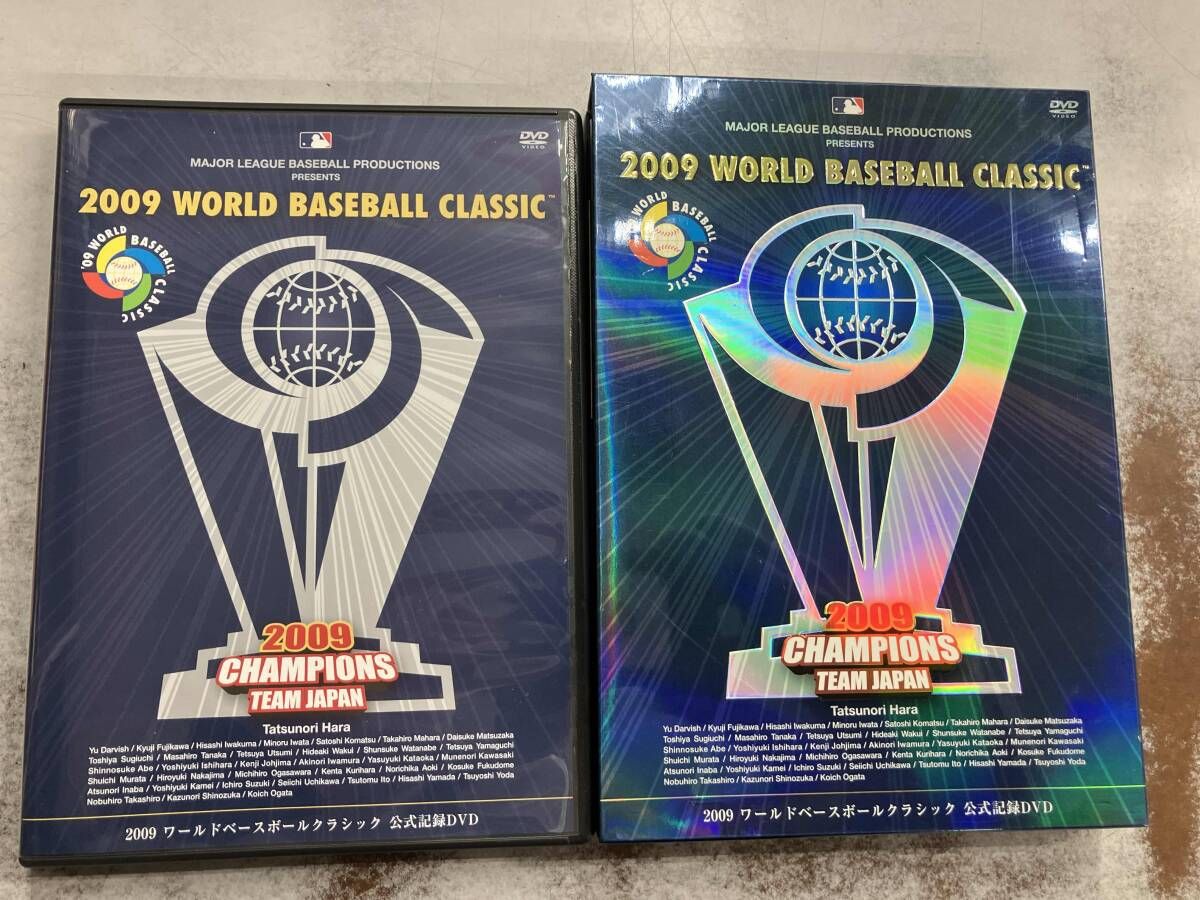 DVD
VIDEO
MAJOR LEAGUE BASEBALL PRODUCTIONS
PRESENTS
2009 WORLD BASEBALL CLASSIC™
'09 WORLD BASEBALL CLASSIC
2009
CHAMPIONS
TEAM JAPAN
Tatsunori Hara
Yu Darvish / Kyuji Fujikawa / Hisashi Iwakuma / Minoru Iwata / Satoshi Komatsu / Takahiro Mahara / Daisuke Matsuzaka
Toshiya Sugiuchi / Masahiro Tanaka / Tetsuya Utsumi / Hideaki Wakui / Shunsuke Watanabe / Tetsuya Yamaguchi
Shinnosuke Abe / Yoshiyuki Ishihara / Kenji Johjima / Akinori Iwamura / Yasuyuki Kataoka / Munenori Kawasaki
Shuichi Murata / Hiroyuki Nakajima / Michihiro Ogasawara / Kenta Kurihara / Norichika Aoki / Kosuke Fukudome
Atsunori Inaba / Yoshiyuki Kamei / Ichiro Suzuki / Seiichi Uchikawa / Tsutomu Ito / Hisashi Yamada / Tsuyoshi Yoda
Nobuhiro Takashiro / Kazunori Shinozuka / Koich Ogata
2009 ワールドベースボールクラシック 公式記録DVD
DVD
VIDEO
MAJOR LEAGUE BASEBALL PRODUCTIONS
PRESENTS
2009 WORLD BASEBALL CLASSIC™
WORLD BASEBALL CLASSIC
2009
CHAMPIONS
TEAM JAPAN
Tatsunori Hara
Yu Darvish / Kyuji Fujikawa / Hisashi Iwakuma / Minoru Iwata / Satoshi Komatsu / Takahiro Mahara / Daisuke Matsuzaka
Toshiya Sugiuchi / Masahiro Tanaka / Tetsuya Utsumi / Hideaki Wakui / Shunsuke Watanabe / Tetsuya Yamaguchi
Shinnosuke Abe / Yoshiyuki Ishihara / Kenji Johjima / Akinori Iwamura / Yasuyuki Kataoka / Munenori Kawasaki
Shuichi Murata / Hiroyuki Nakajima / Michihiro Ogasawara / Kenta Kurihara / Norichika Aoki / Kosuke Fukudome
Atsunori Inaba / Yoshiyuki Kamei / Ichiro Suzuki / Seiichi Uchikawa / Tsutomu Ito / Hisashi Yamada / Tsuyoshi Yoda
Nobuhiro Takashiro / Kazunori Shinozuka / Koich Ogata
2009 ワールドベースボールクラシック 公式記録DVD